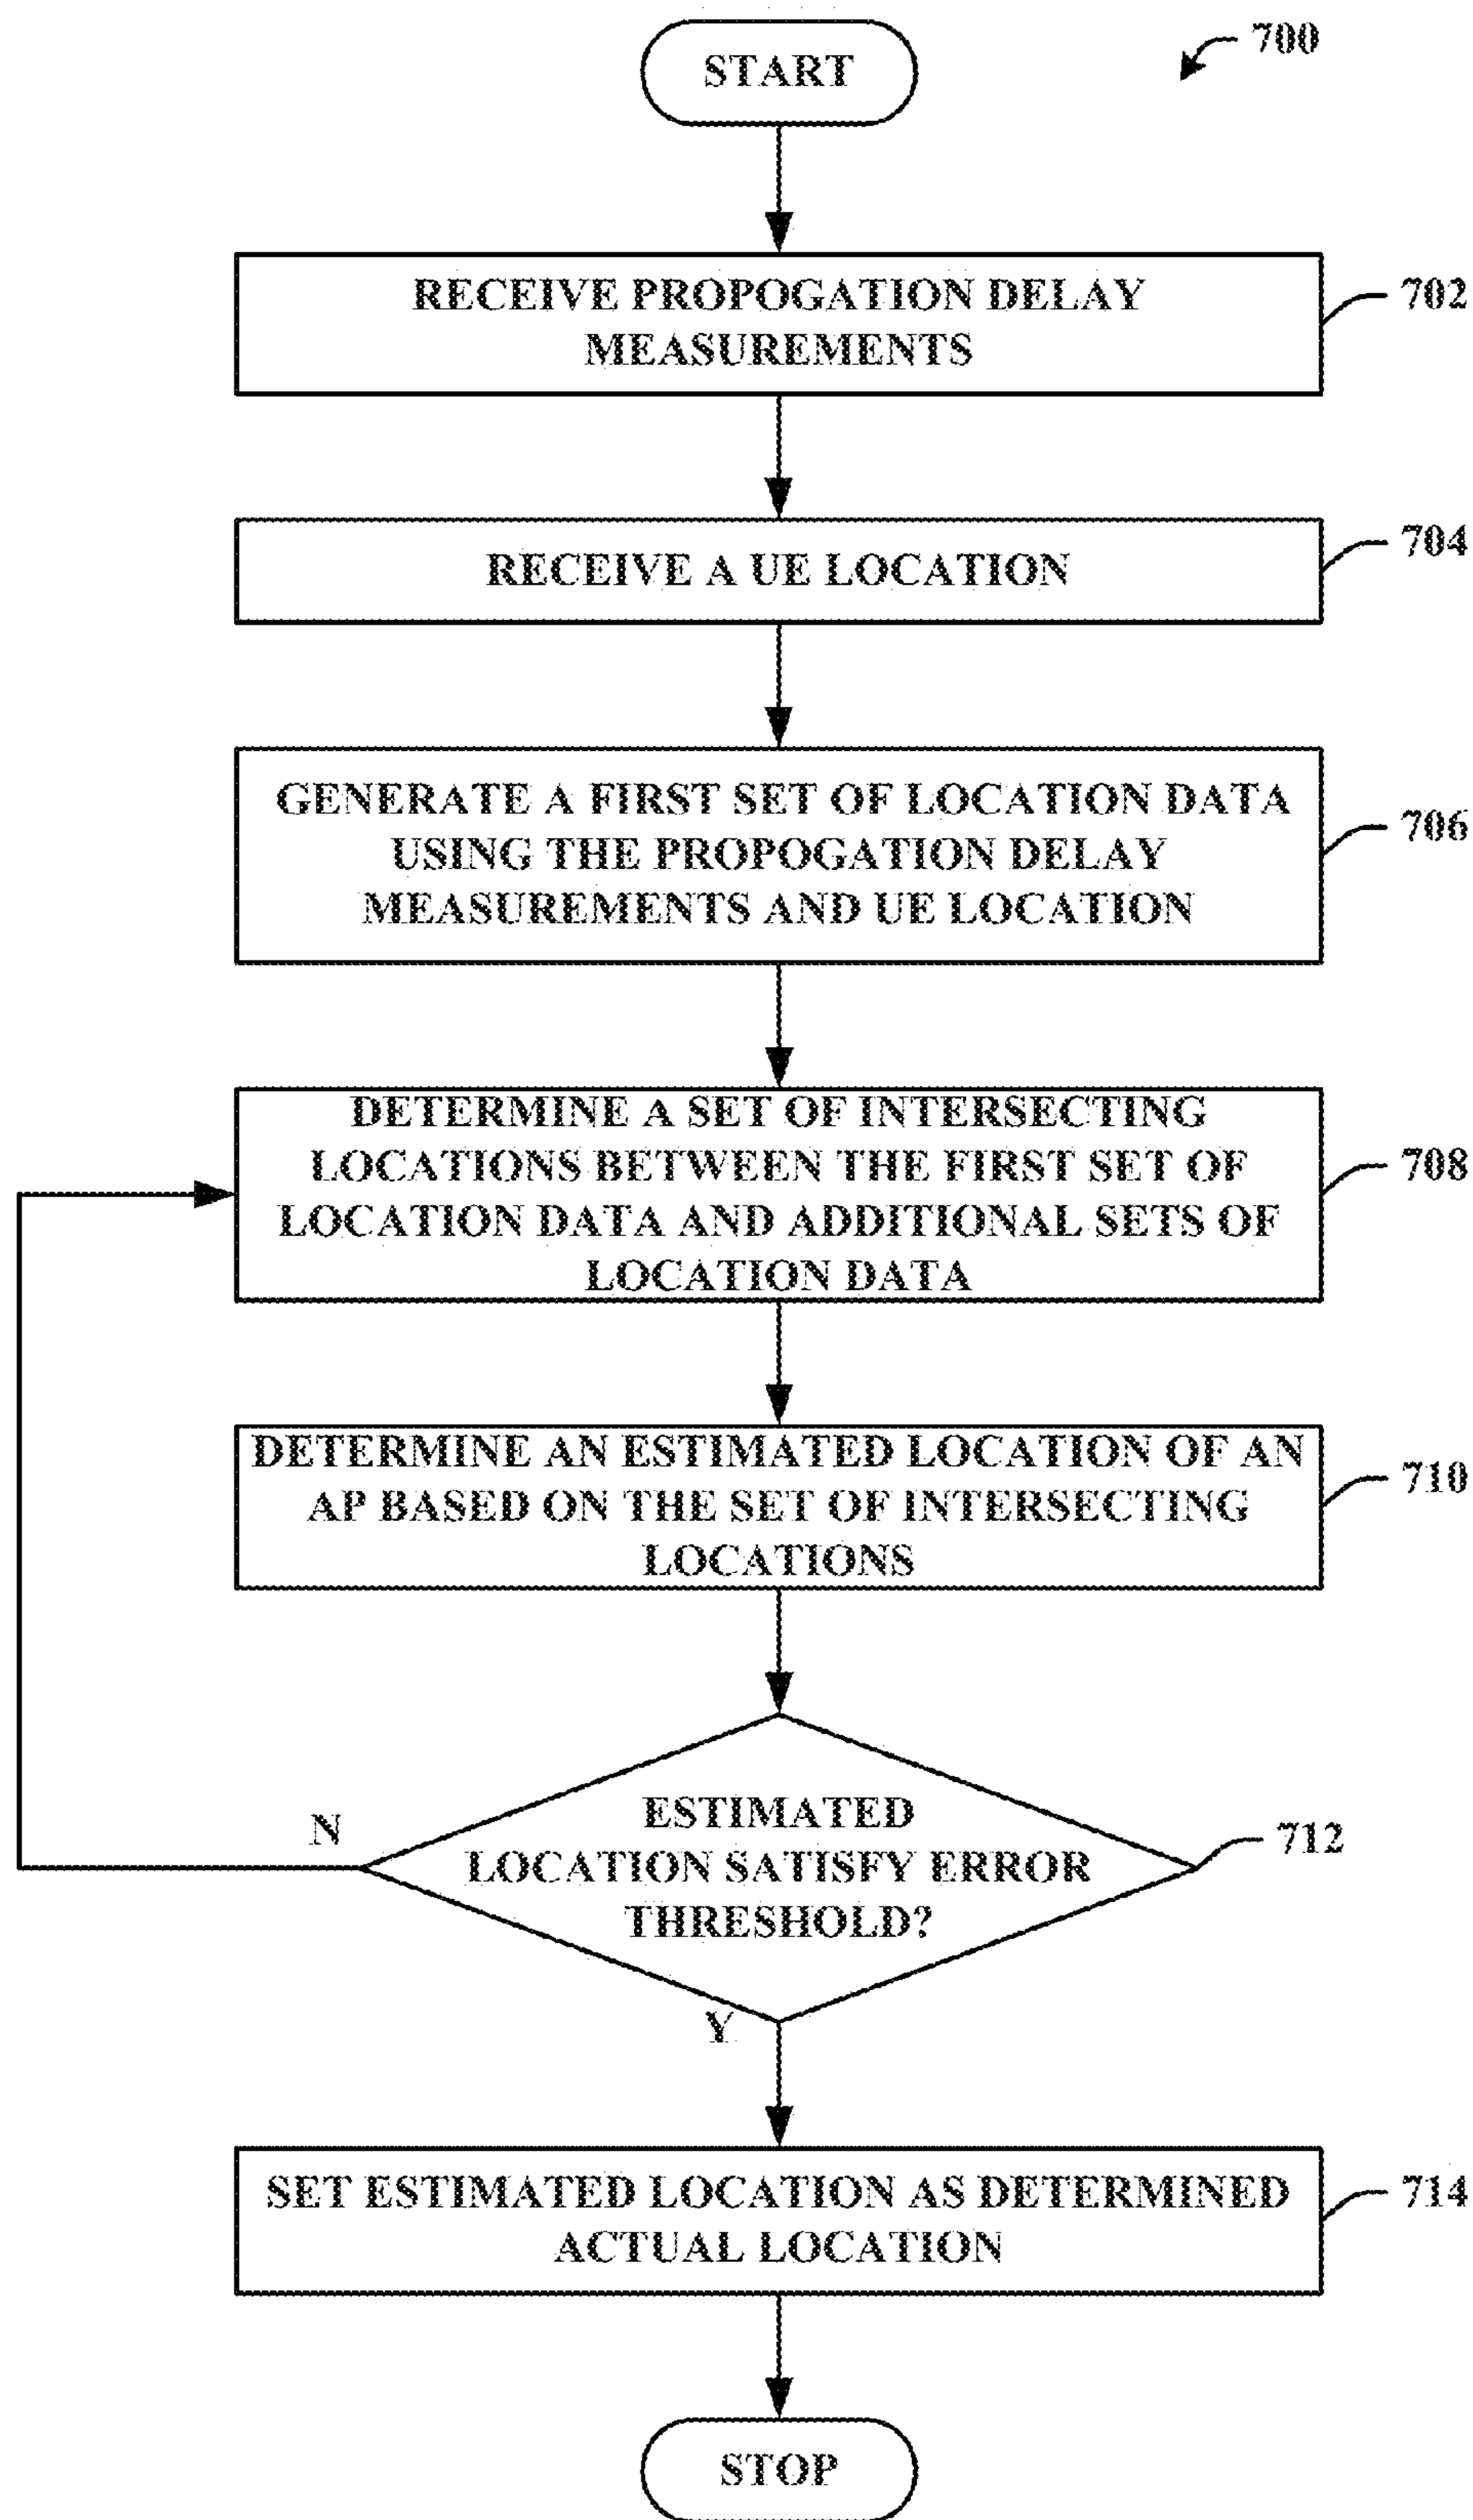 START
700
RECEIVE PROPOGATION DELAY
MEASUREMENTS
702
RECEIVE A UE LOCATION
704
GENERATE A FIRST SET OF LOCATION DATA
USING THE PROPOGATION DELAY
MEASUREMENTS AND UE LOCATION
706
DETERMINE A SET OF INTERSECTING
LOCATIONS BETWEEN THE FIRST SET OF
LOCATION DATA AND ADDITIONAL SETS OF
LOCATION DATA
708
DETERMINE AN ESTIMATED LOCATION OF AN
AP BASED ON THE SET OF INTERSECTING
LOCATIONS
710
ESTIMATED
LOCATION SATISFY ERROR
THRESHOLD?
712
N
Y
SET ESTIMATED LOCATION AS DETERMINED
ACTUAL LOCATION
714
STOP